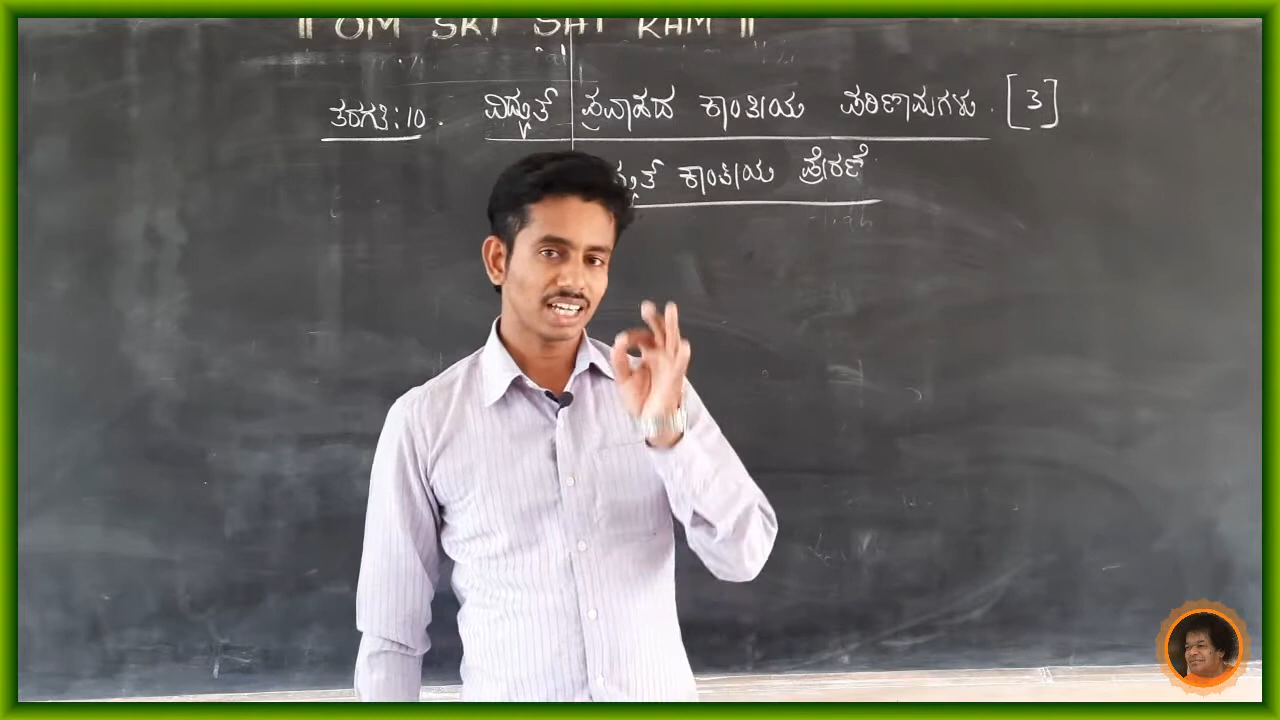 ॥ OM SRI SAI RAM ॥
ತರಗತಿ:10. ವಿದ್ಯುತ್ ಪ್ರವಾಹದ ಕಾಂತೀಯ ಪರಿಣಾಮಗಳು. [3]
ಕಾಂತೀಯ ಪ್ರೇರಣೆ